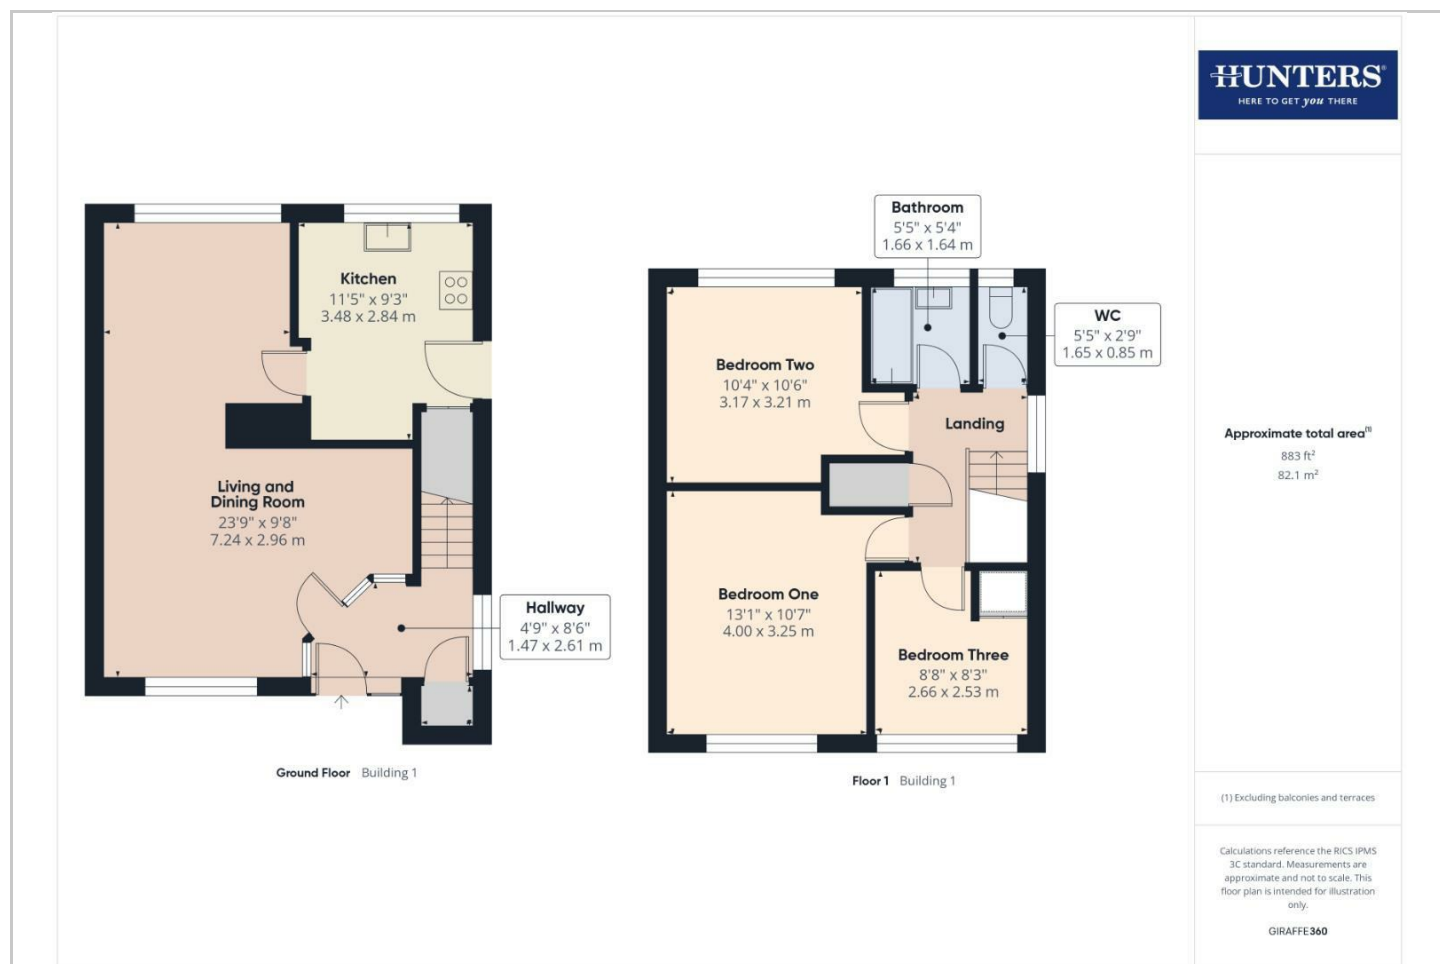 HUNTERS®
HERE TO GET you THERE
Kitchen
11'5" x 9'3"
3.48 x 2.84 m
Living and
Dining Room
23'9" x 9'8"
7.24 x 2.96 m
Hallway
4'9" x 8'6"
1.47 x 2.61 m
Ground Floor Building 1
Bathroom
5'5" x 5'4"
1.66 x 1.64 m
WC
5'5" x 2'9"
1.65 x 0.85 m
Bedroom Two
10'4" x 10'6"
3.17 x 3.21 m
Landing
Bedroom One
13'1" x 10'7"
4.00 x 3.25 m
Bedroom Three
8'8" x 8'3"
2.66 x 2.53 m
Floor 1 Building 1
Approximate total area(1)
883 ft²
82.1 m²
(1) Excluding balconies and terraces
Calculations reference the RICS IPMS
3C standard. Measurements are
approximate and not to scale. This
floor plan is intended for illustration
only.
GIRAFFE360